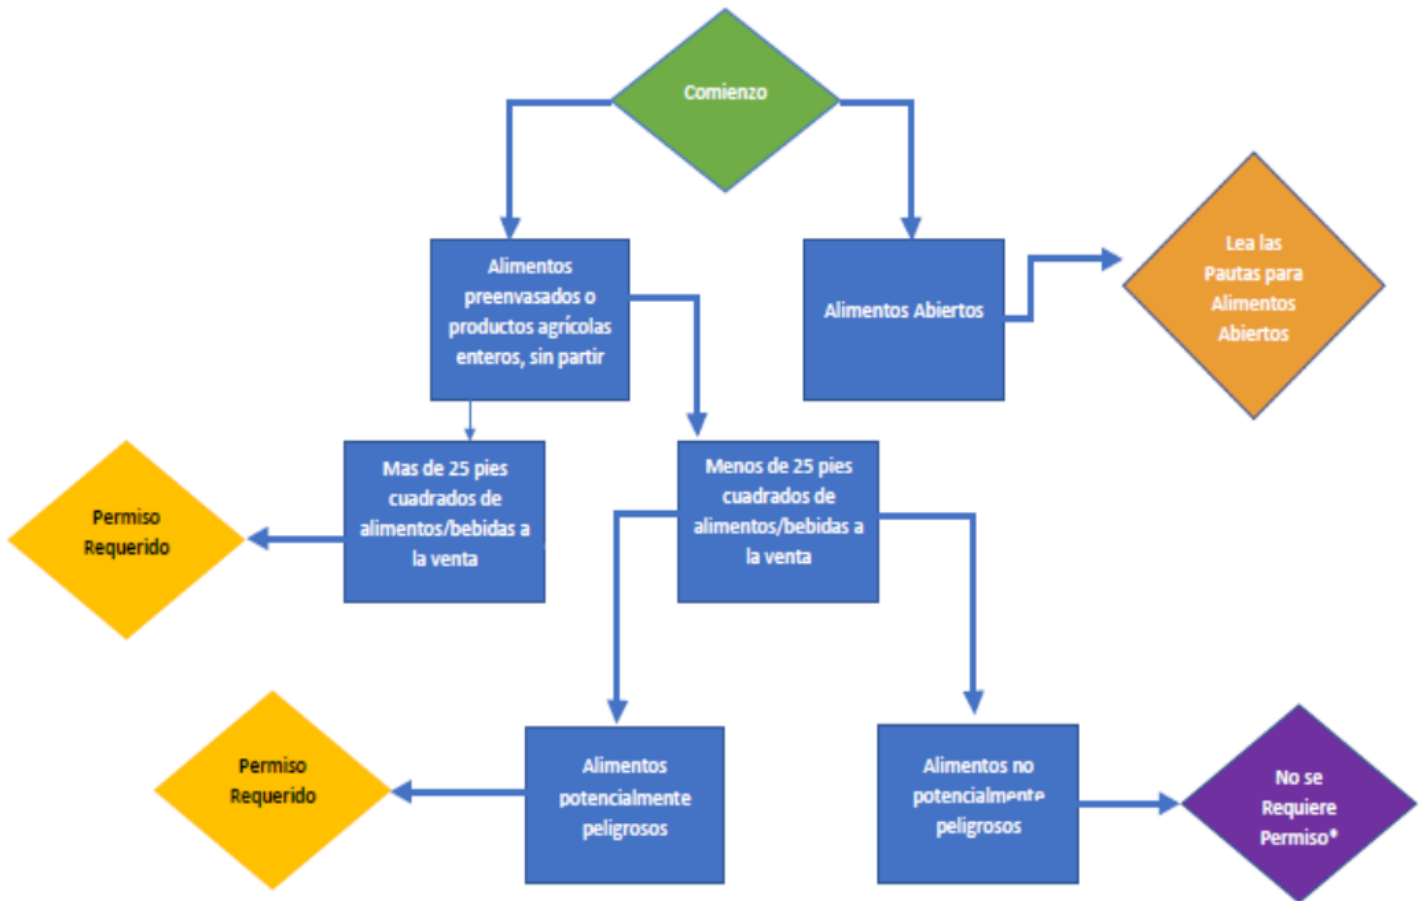 Comienzo
Alimentos
preenvasados o
productos agrícolas
enteros, sin partir
Alimentos Abiertos
Lea las
Pautas para
Alimentos
Abiertos
Permiso
Requerido
Mas de 25 pies
cuadrados de
alimentos/bebidas a
la venta
Menos de 25 pies
cuadrados de
alimentos/bebidas a
la venta
Permiso
Requerido
Alimentos
potencialmente
peligrosos
Alimentos no
potencialmente
peligrosos
No se
Requiere
Permiso*